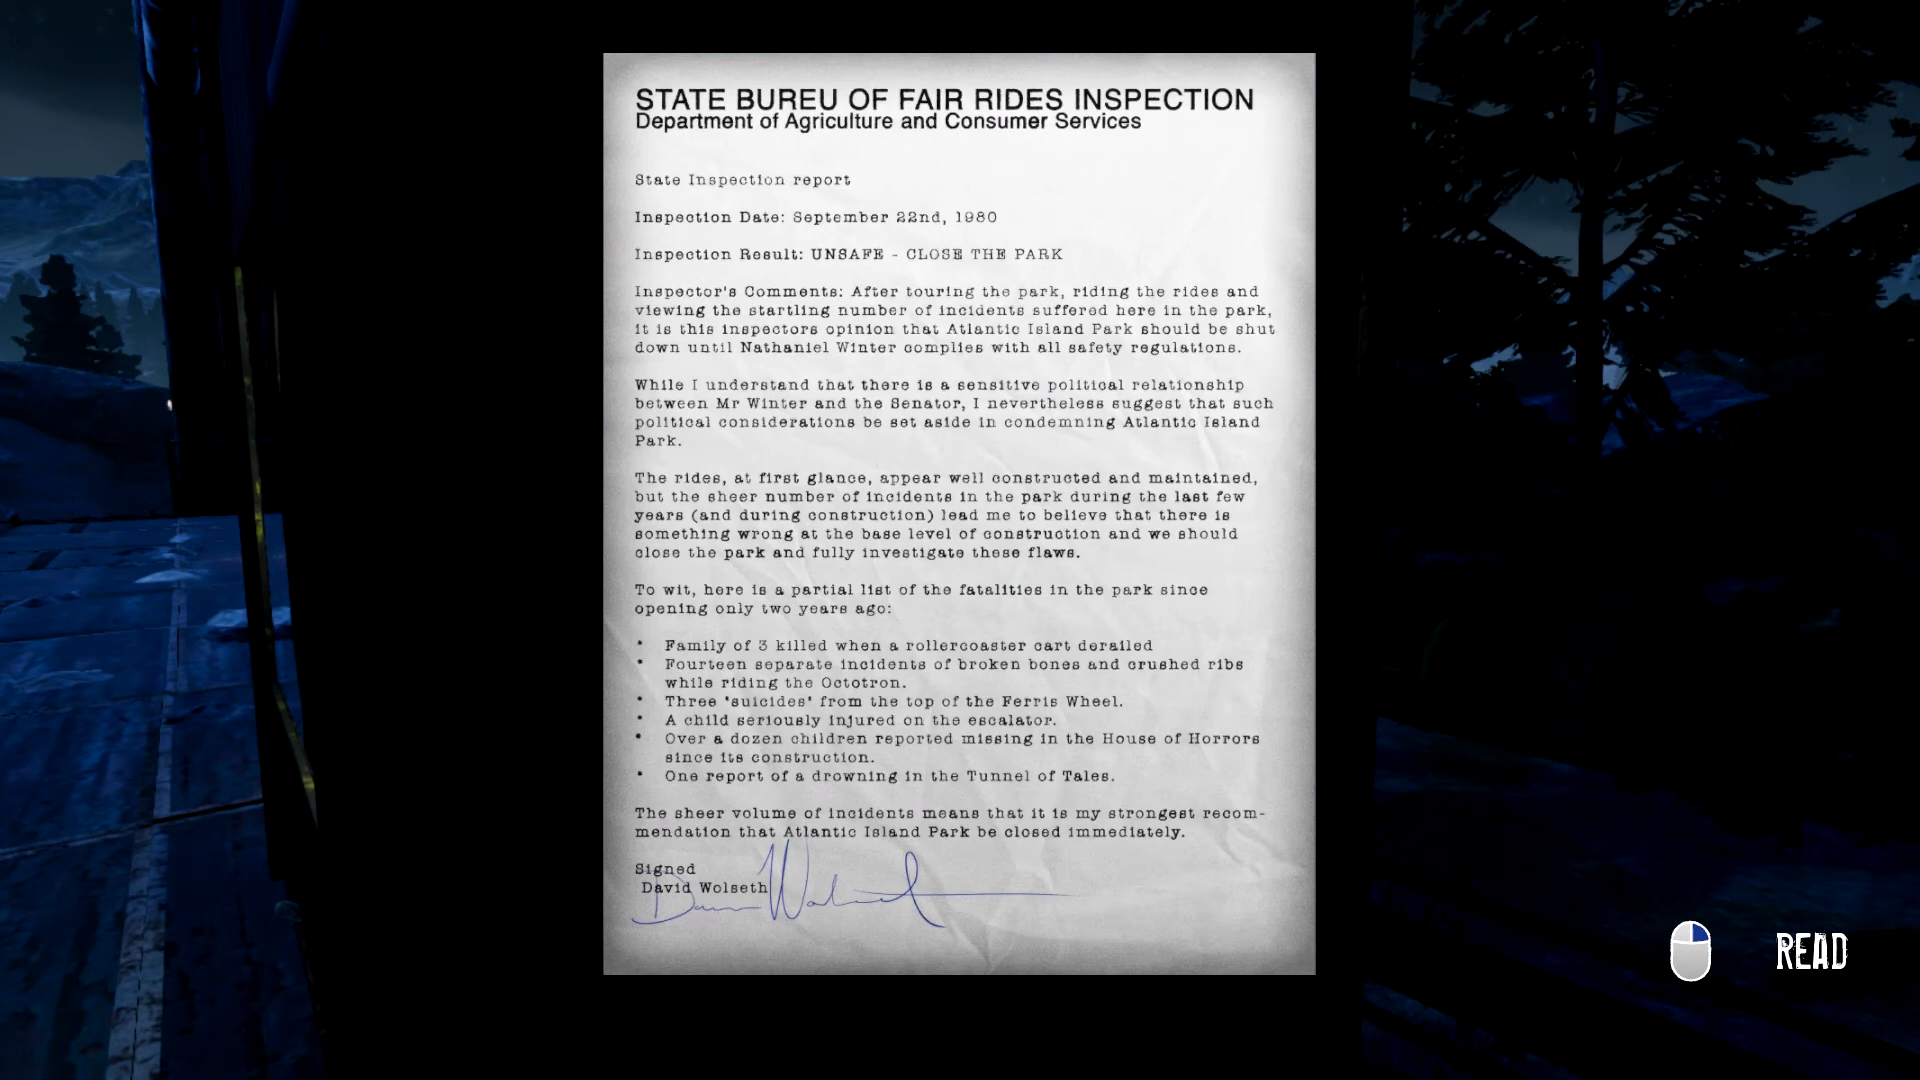 STATE BUREU OF FAIR RIDES INSPECTION
Department of Agriculture and Consumer Services
State Inspection report
Inspection Date: September 22nd, 1980
Inspection Result: UNSAFE - CLOSE THE PARK
Inspector's Comments: After touring the park, riding the rides and
viewing the startling number of incidents suffered here in the park,
it is this inspectors opinion that Atlantic Island Park should be shut
down until Nathaniel Winter complies with all safety regulations.
While I understand that there is a sensitive political relationship
between Mr Winter and the Senator, I nevertheless suggest that such
political considerations be set aside in condemning Atlantic Island
Park.
The rides, at first glance, appear well constructed and maintained,
but the sheer number of incidents in the park during the last few
years (and during construction) lead me to believe that there is
something wrong at the base level of construction and we should
close the park and fully investigate these flaws.
To wit, here is a partial list of the fatalities in the park since
opening only two years ago:
* Family of 3 killed when a rollercoaster cart derailed
* Fourteen separate incidents of broken bones and crushed ribs
while riding the Octotron.
* Three 'suicides' from the top of the Ferris Wheel.
* A child seriously injured on the escalator.
* Over a dozen children reported missing in the House of Horrors
since its construction.
* One report of a drowning in the Tunnel of Tales.
The sheer volume of incidents means that it is my strongest recom-
mendation that Atlantic Island Park be closed immediately.
Signed
David Wolseth
READ